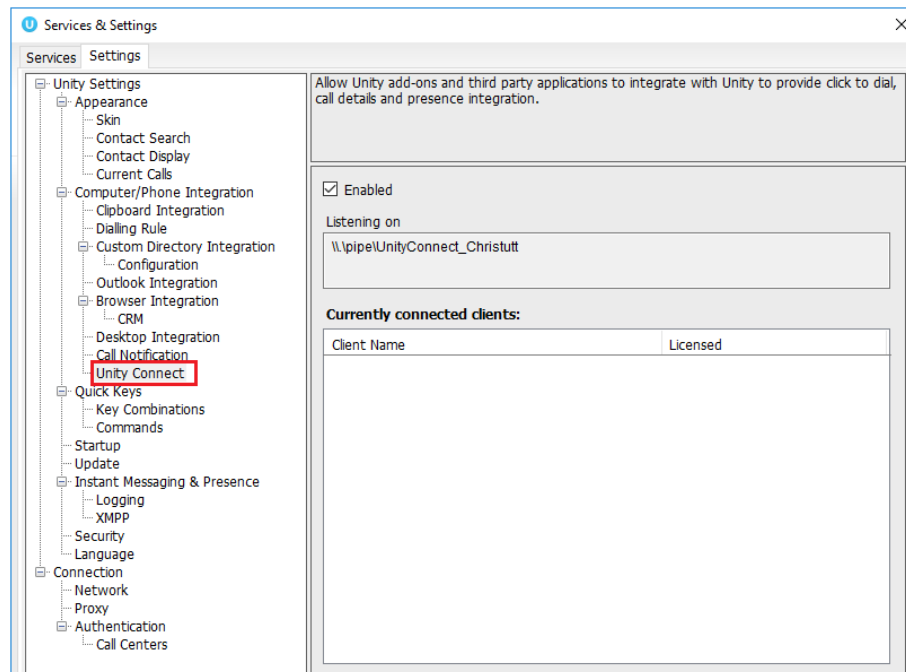 U Services & Settings
Services Settings
Unity Settings
Appearance
Skin
Contact Search
Contact Display
Current Calls
Computer/Phone Integration
Clipboard Integration
Dialling Rule
Custom Directory Integration
Configuration
Outlook Integration
Browser Integration
CRM
Desktop Integration
Call Notification
Unity Connect
Quick Keys
Key Combinations
Commands
Startup
Update
Instant Messaging & Presence
Logging
XMPP
Security
Language
Connection
Network
Proxy
Authentication
Call Centers
Allow Unity add-ons and third party applications to integrate with Unity to provide click to dial,
call details and presence integration.
Enabled
Listening on
\\.\pipe\UnityConnect_Christutt
Currently connected clients:
Client Name Licensed